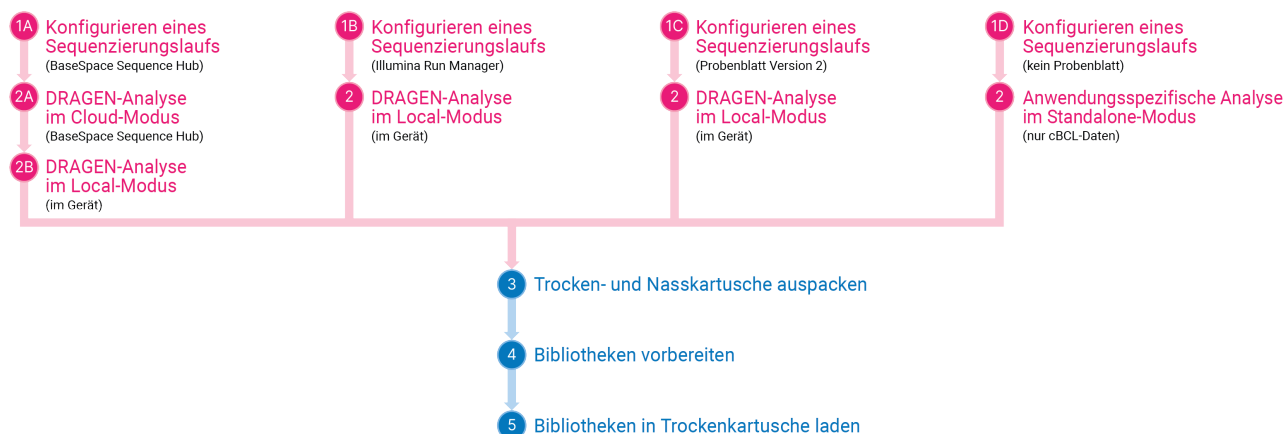 1A Konfigurieren eines
Sequenzierungslaufs
(BaseSpace Sequence Hub)
2A DRAGEN-Analyse
im Cloud-Modus
(BaseSpace Sequence Hub)
2B DRAGEN-Analyse
im Local-Modus
(im Gerät)
1B Konfigurieren eines
Sequenzierungslaufs
(Illumina Run Manager)
2 DRAGEN-Analyse
im Local-Modus
(im Gerät)
1C Konfigurieren eines
Sequenzierungslaufs
(Probenblatt Version 2)
2 DRAGEN-Analyse
im Local-Modus
(im Gerät)
1D Konfigurieren eines
Sequenzierungslaufs
(kein Probenblatt)
2 Anwendungsspezifische Analyse
im Standalone-Modus
(nur cBCL-Daten)
3 Trocken- und Nasskartusche auspacken
4 Bibliotheken vorbereiten
5 Bibliotheken in Trockenkartusche laden